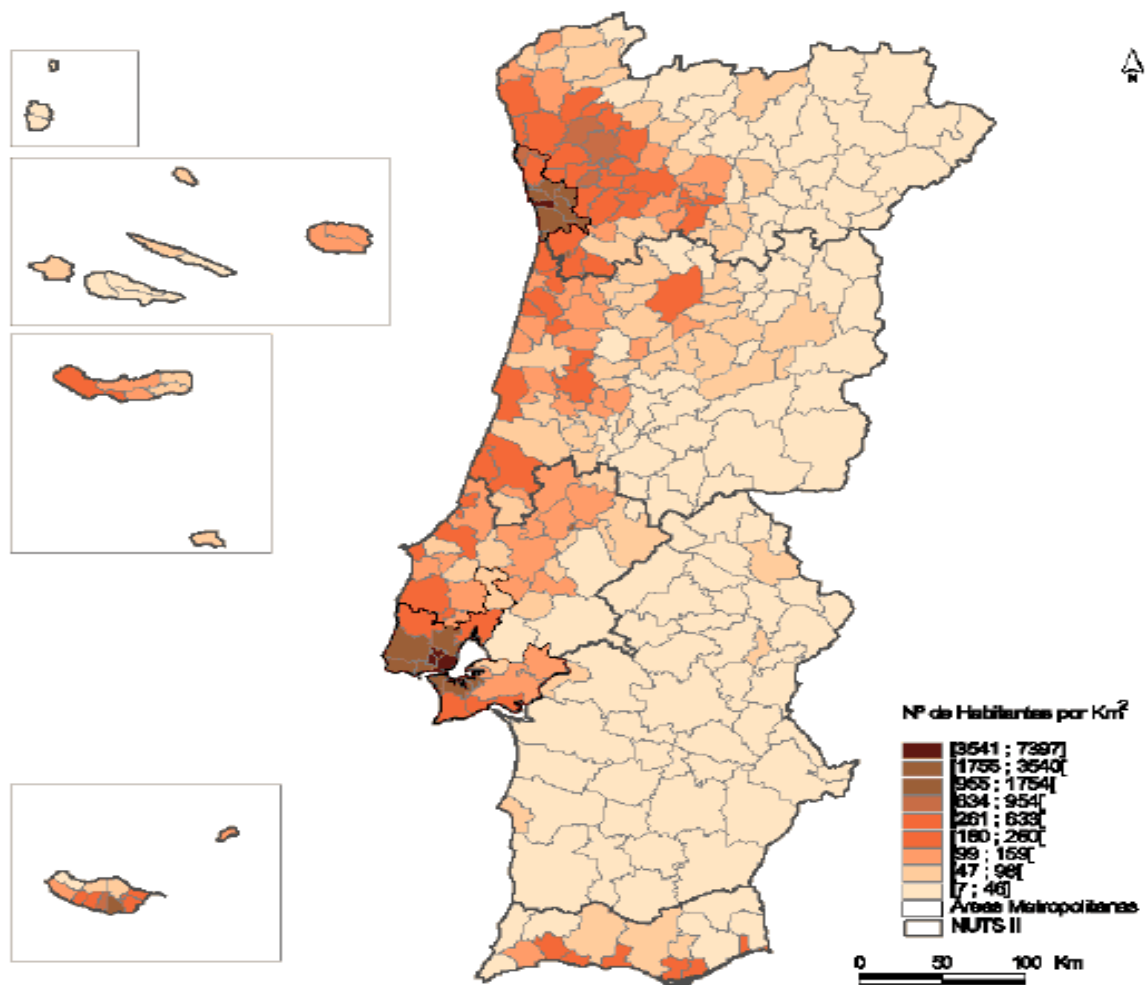 N
Nº de Habitantes por Km²
[3541 ; 7397]
[1755 ; 3540[
[955 ; 1754[
[634 ; 954[
[261 ; 633[
[180 ; 260[
[99 ; 159[
[47 ; 98[
[7 ; 46[
Áreas Metropolitanas
NUTS II
0 50 100 Km